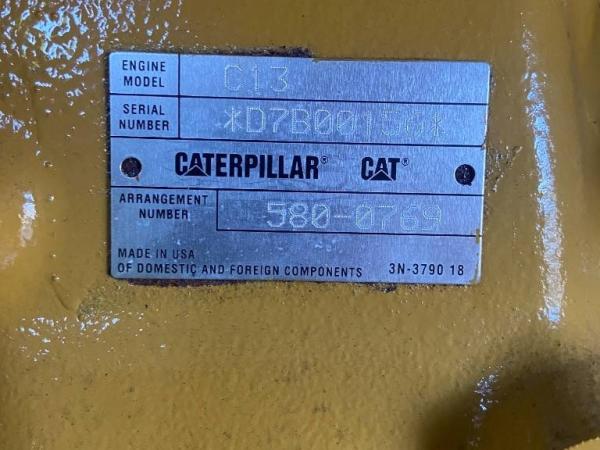 ENGINE
MODEL
C13
SERIAL
NUMBER
CATERPILLAR® CAT®
ARRANGEMENT
NUMBER
580-0769
MADE IN USA
OF DOMESTIC AND FOREIGN COMPONENTS
3N-3790 18